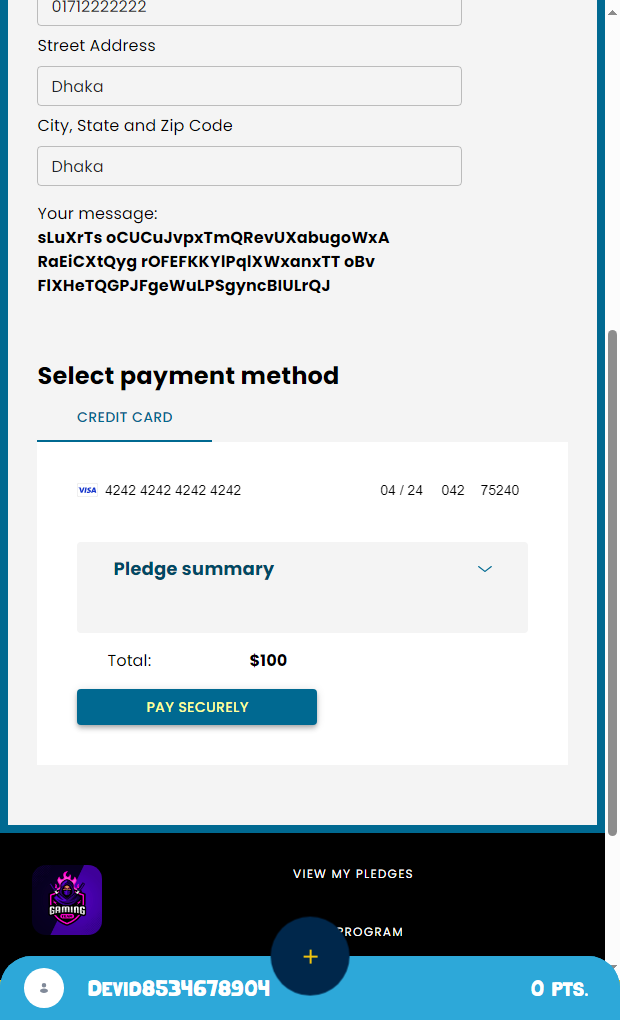 01712222222
Street Address
Dhaka
City, State and Zip Code
Dhaka
Your message:
sLuXrTs oCUCuJvpxTmQRevUXabugoWxA
RaEiCXtQyg rOFEFKKYlPqlXWxanxTT oBv
FlXHeTQGPJFgeWuLPSgyncBIULrQJ
Select payment method
CREDIT CARD
VISA 4242 4242 4242 4242 04 / 24 042 75240
Pledge summary
Total: $100
PAY SECURELY
VIEW MY PLEDGES
GAMING
PROGRAM
+
Devid8534678904 0 PTS.